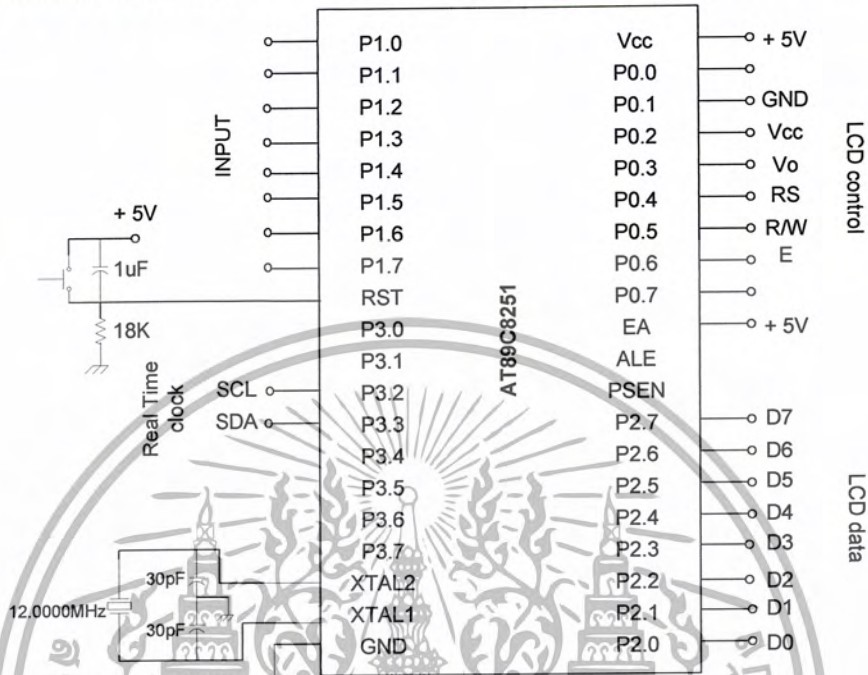 P1.0 Vcc + 5V
P1.1 P0.0
P1.2 P0.1 GND
P1.3 P0.2 Vcc
P1.4 P0.3 Vo
P1.5 P0.4 RS
P1.6 P0.5 R/W
P1.7 P0.6 E
RST P0.7
P3.0 EA + 5V
P3.1 ALE
SCL P3.2 PSEN
SDA P3.3 P2.7 D7
P3.4 P2.6 D6
P3.5 P2.5 D5
P3.6 P2.4 D4
P3.7 P2.3 D3
XTAL2 P2.2 D2
XTAL1 P2.1 D1
GND P2.0 D0
INPUT
+ 5V
1uF
18K
Real Time
clock
30pF
12.0000MHz
30pF
AT89C8251
LCD control
LCD data